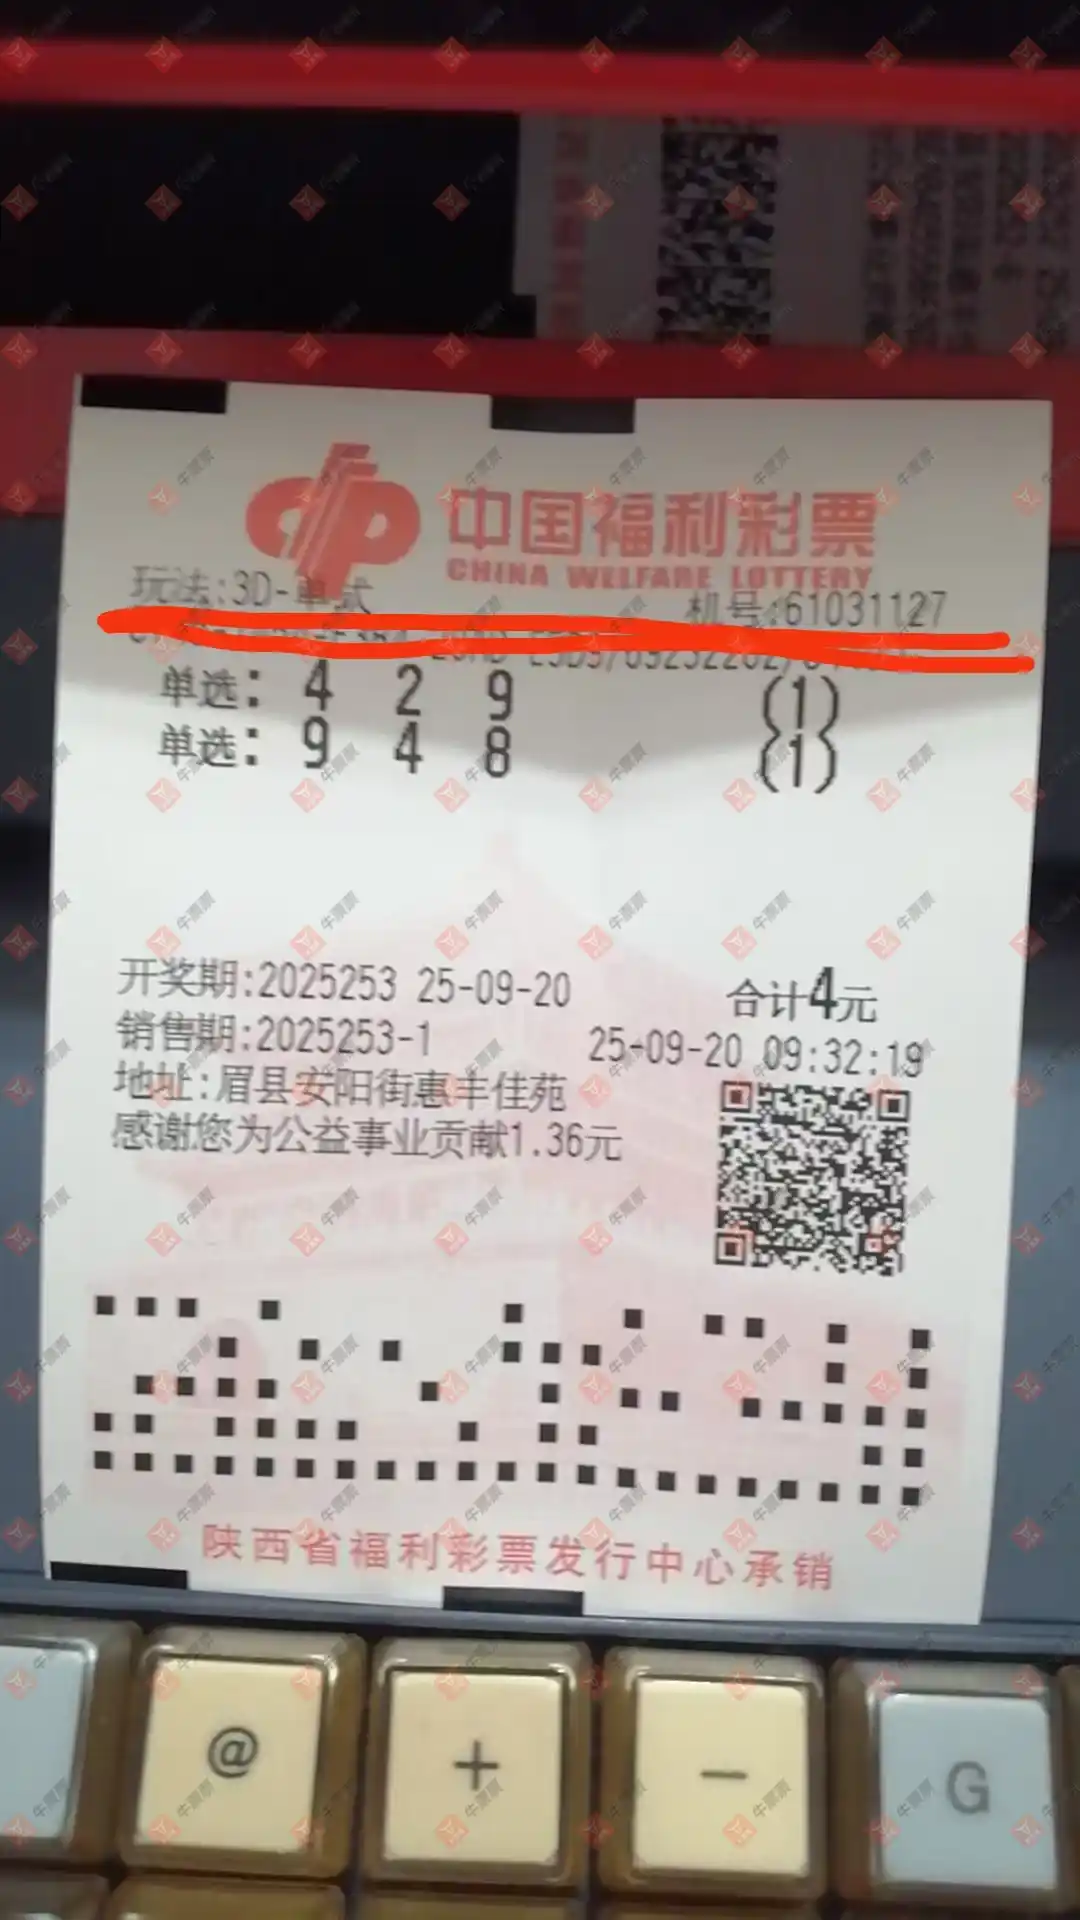 中国福利彩票
CHINA WELFARE LOTTERY
玩法:3D-单式 机号:61031127
单选: 4 2 9 (1)
单选: 9 4 8 (1)
开奖期:2025253 25-09-20 合计4元
销售期:2025253-1 25-09-20 09:32:19
地址:眉县安阳街惠丰佳苑
感谢您为公益事业贡献1.36元
陕西省福利彩票发行中心承销
@ + - G
牛票票